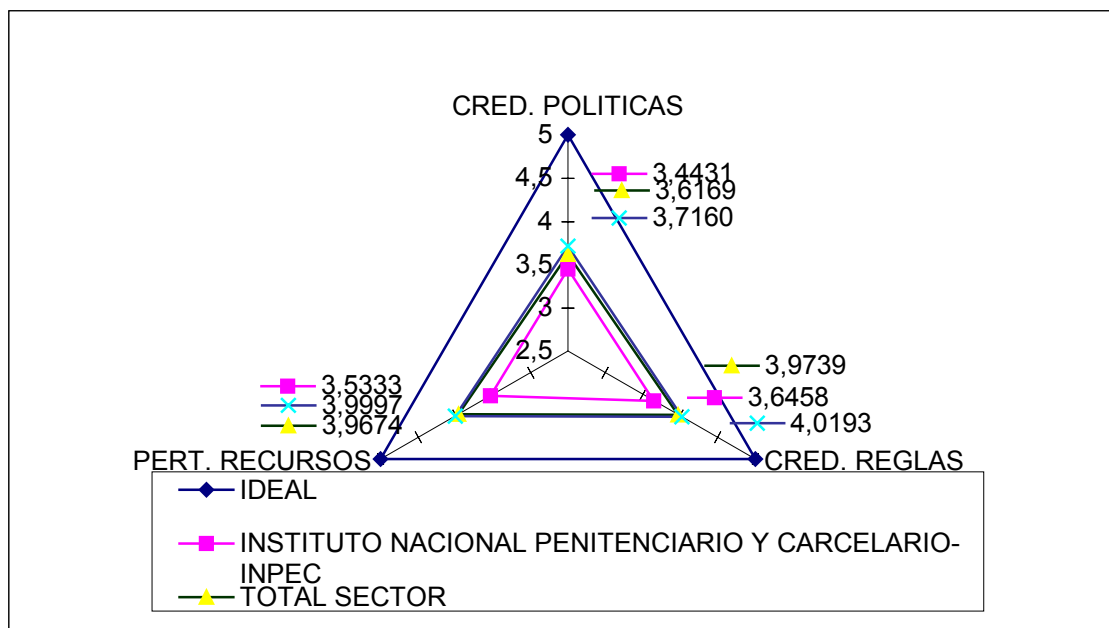 CRED. POLITICAS
5
4,5
4
3,5
3
2,5
3,4431
3,6169
3,7160
3,9739
3,6458
4,0193
3,5333
3,9997
3,9674
PERT. RECURSOS
CRED. REGLAS
IDEAL
INSTITUTO NACIONAL PENITENCIARIO Y CARCELARIO-
INPEC
TOTAL SECTOR